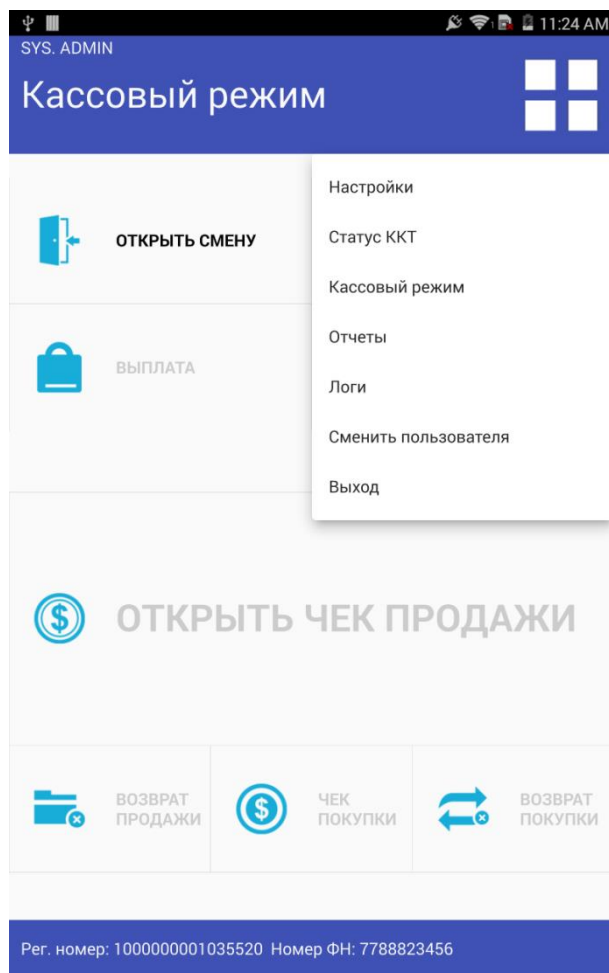 11:24 AM
SYS. ADMIN
Кассовый режим
Настройки
ОТКРЫТЬ СМЕНУ
Статус ККТ
Кассовый режим
Отчеты
ВЫПЛАТА
Логи
Сменить пользователя
Выход
ОТКРЫТЬ ЧЕК ПРОДАЖИ
ВОЗВРАТ
ПРОДАЖИ
ЧЕК
ПОКУПКИ
ВОЗВРАТ
ПОКУПКИ
Рег. номер: 1000000001035520 Номер ФН: 7788823456